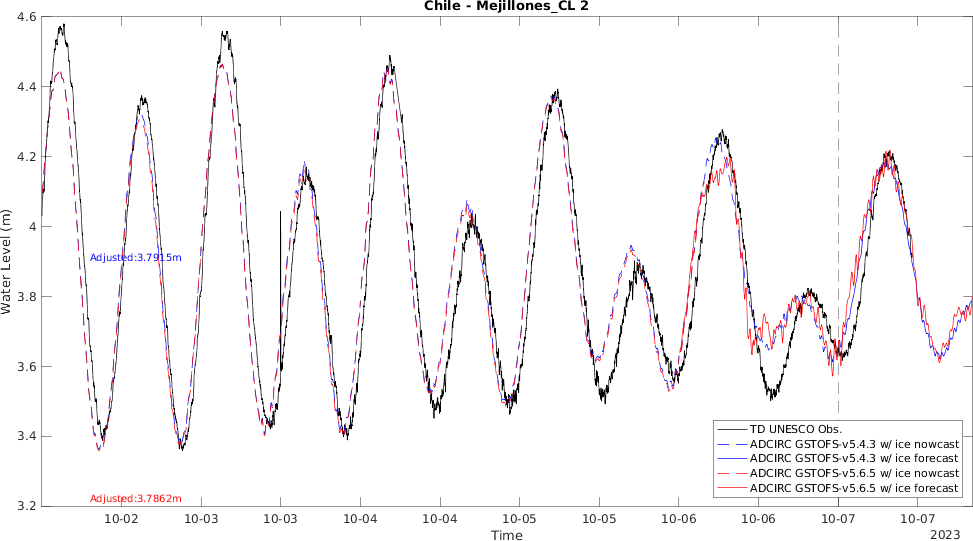 Chile - Mejillones_CL 2
4.6
4.4
4.2
4
3.8
3.6
3.4
3.2
Water Level (m)
Adjusted:3.7915m
Adjusted:3.7862m
TD UNESCO Obs.
ADCIRC GSTOFS-v5.4.3 w/ ice nowcast
ADCIRC GSTOFS-v5.4.3 w/ ice forecast
ADCIRC GSTOFS-v5.6.5 w/ ice nowcast
ADCIRC GSTOFS-v5.6.5 w/ ice forecast
10-02 10-03 10-03 10-04 10-04 10-05 10-05 10-06 10-06 10-07 10-07
Time
2023